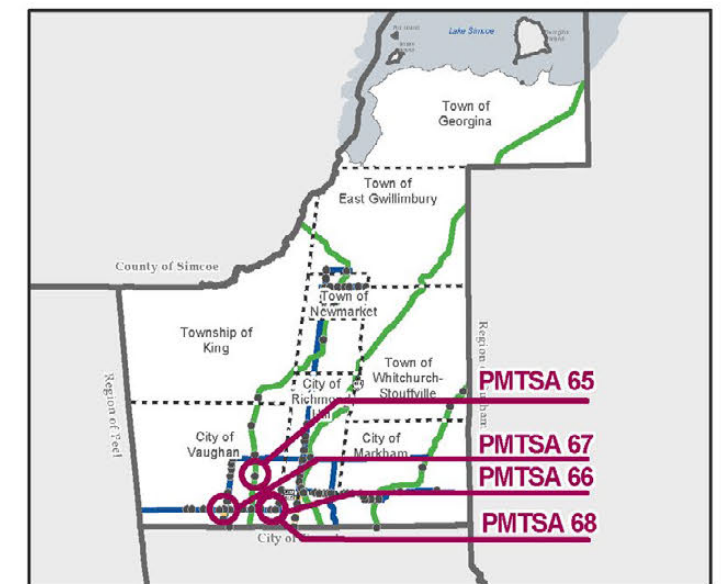 Lake Simcoe
Town of
Georgina
Town of
East Gwillimbury
County of Simcoe
Town of
Newmarket
Township of
King
Region of Peel
Town of
Whitchurch-
Stouffville
City of
Richmond
City of
Vaughan
City of
Markham
Region
PMTSA 65
PMTSA 67
PMTSA 66
PMTSA 68
City of